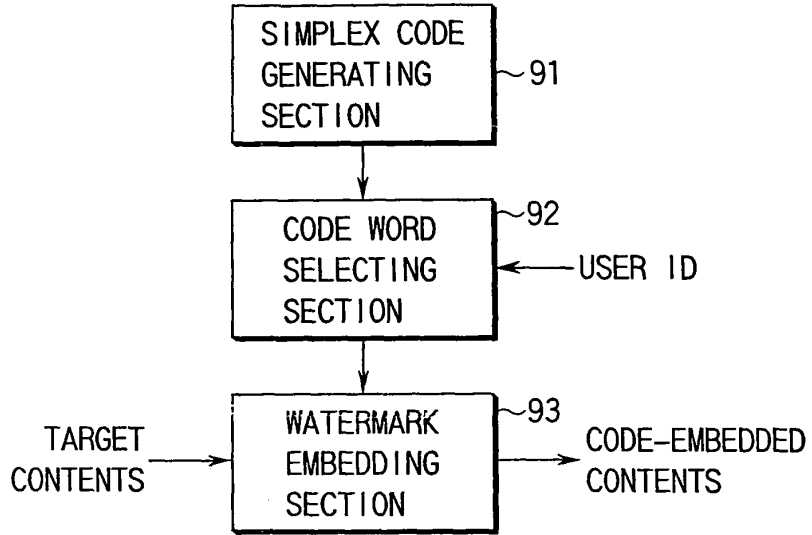 SIMPLEX CODE
GENERATING
SECTION
91
CODE WORD
SELECTING
SECTION
92
USER ID
TARGET
CONTENTS
WATERMARK
EMBEDDING
SECTION
93
CODE-EMBEDDED
CONTENTS